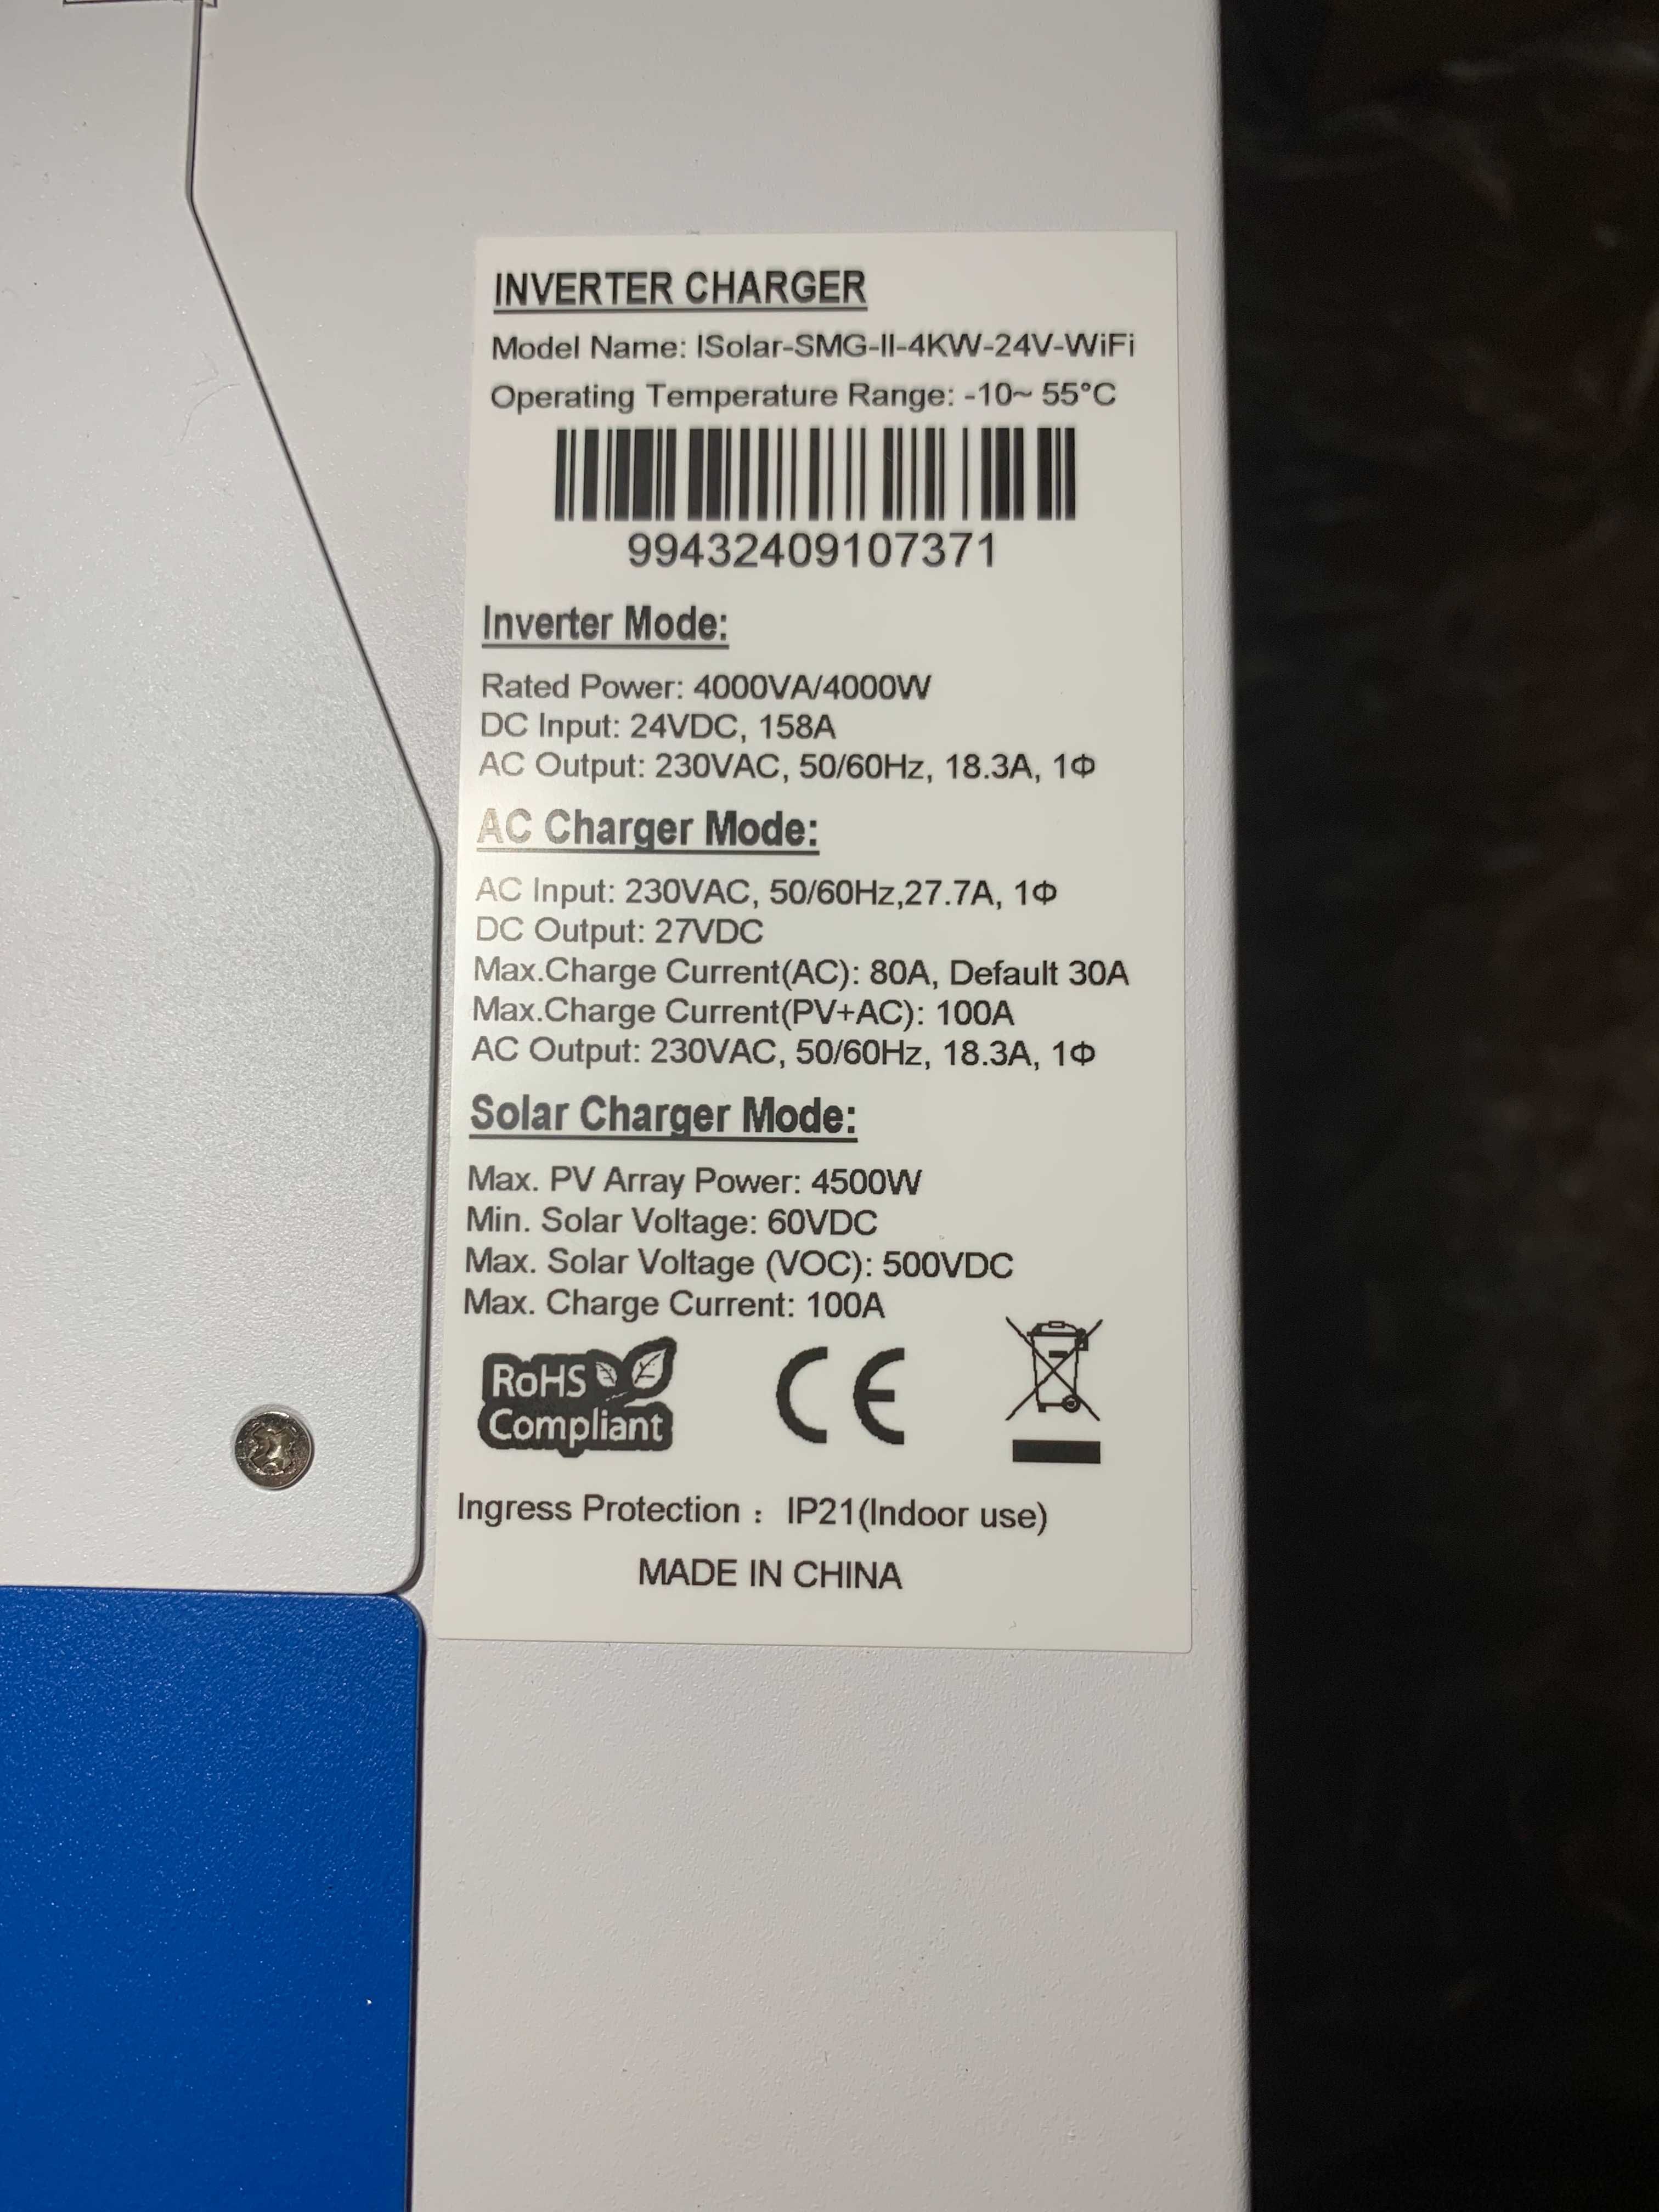 INVERTER CHARGER
Model Name: ISolar-SMG-II-4KW-24V-WiFi
Operating Temperature Range: -10~ 55°C
99432409107371
Inverter Mode:
Rated Power: 4000VA/4000W
DC Input: 24VDC, 158A
AC Output: 230VAC, 50/60Hz, 18.3A, 1Φ
AC Charger Mode:
AC Input: 230VAC, 50/60Hz,27.7A, 1Φ
DC Output: 27VDC
Max.Charge Current(AC): 80A, Default 30A
Max.Charge Current(PV+AC): 100A
AC Output: 230VAC, 50/60Hz, 18.3A, 1Φ
Solar Charger Mode:
Max. PV Array Power: 4500W
Min. Solar Voltage: 60VDC
Max. Solar Voltage (VOC): 500VDC
Max. Charge Current: 100A
RoHS
Compliant
CE
Ingress Protection : IP21(Indoor use)
MADE IN CHINA